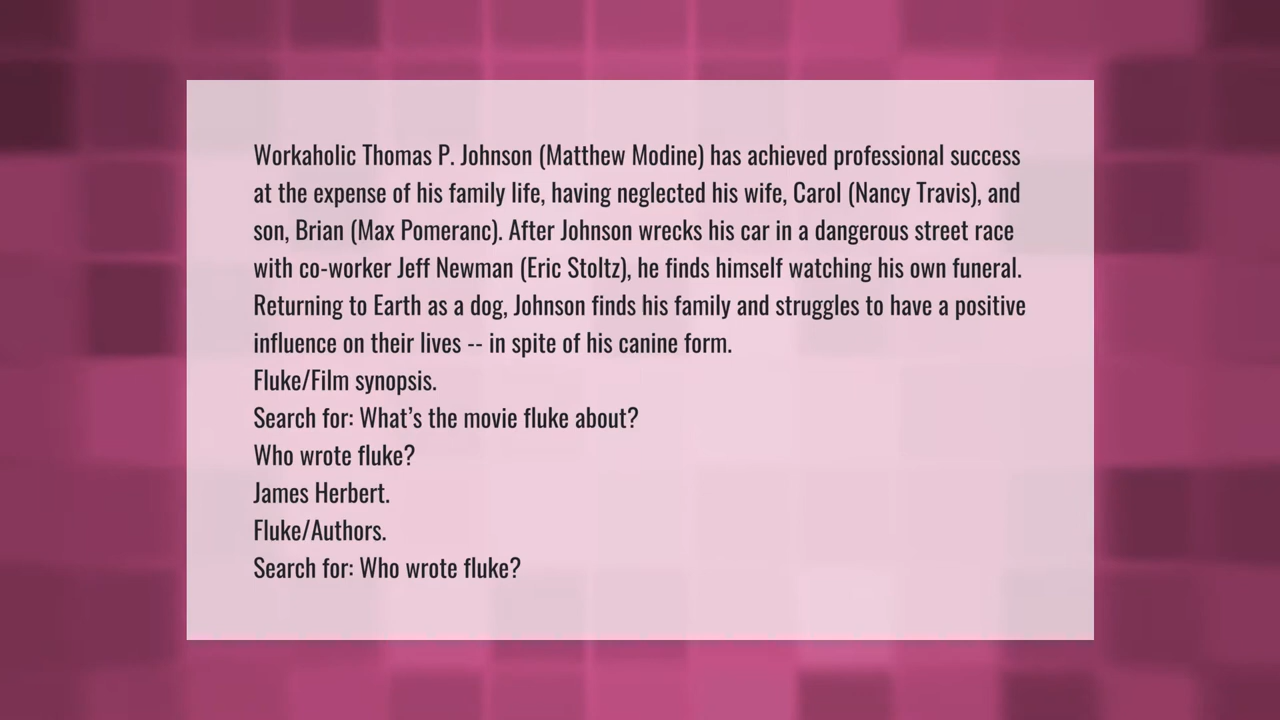 Workaholic Thomas P. Johnson (Matthew Modine) has achieved professional success
at the expense of his family life, having neglected his wife, Carol (Nancy Travis), and
son, Brian (Max Pomeranc). After Johnson wrecks his car in a dangerous street race
with co-worker Jeff Newman (Eric Stoltz), he finds himself watching his own funeral.
Returning to Earth as a dog, Johnson finds his family and struggles to have a positive
influence on their lives -- in spite of his canine form.
Fluke/Film synopsis.
Search for: What’s the movie fluke about?
Who wrote fluke?
James Herbert.
Fluke/Authors.
Search for: Who wrote fluke?